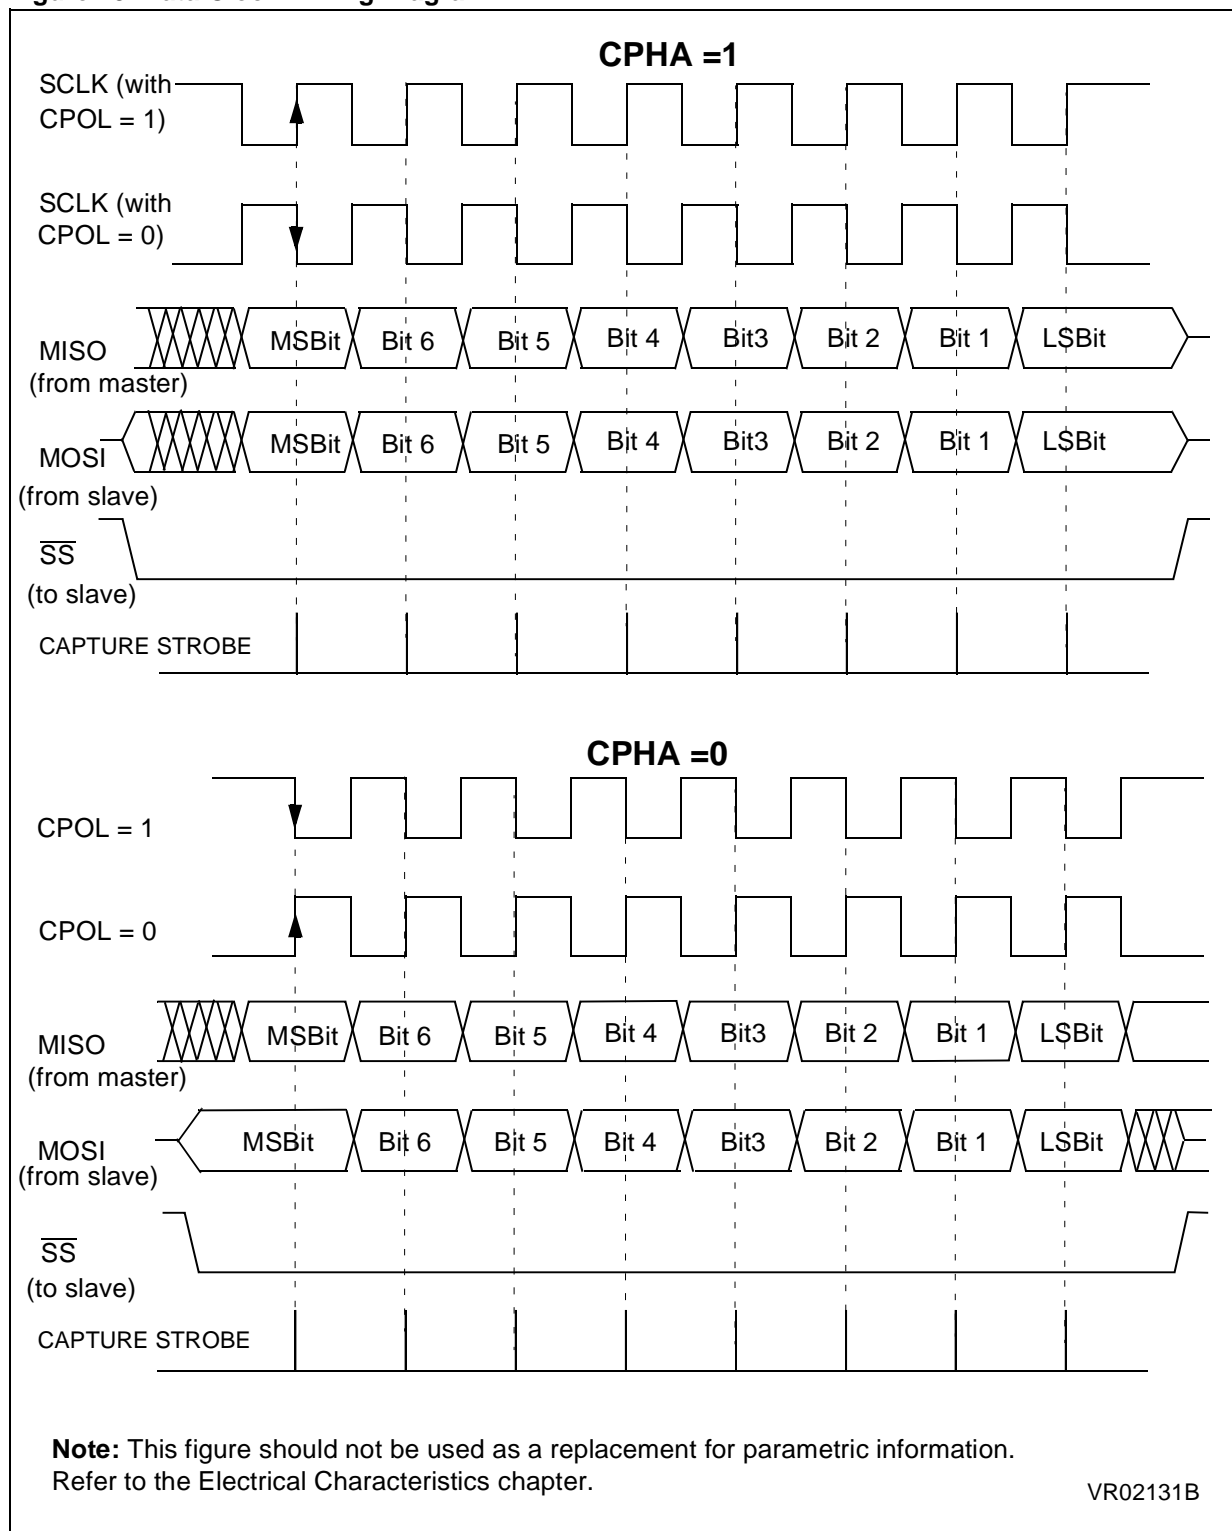 CPHA =1
SCLK (with
CPOL = 1)
SCLK (with
CPOL = 0)
MSBit Bit 6 Bit 5 Bit 4 Bit3 Bit 2 Bit 1 LSBit
MISO
(from master)
MSBit Bit 6 Bit 5 Bit 4 Bit3 Bit 2 Bit 1 LSBit
MOSI
(from slave)
SS
(to slave)
CAPTURE STROBE
CPHA =0
CPOL = 1
CPOL = 0
MSBit Bit 6 Bit 5 Bit 4 Bit3 Bit 2 Bit 1 LSBit
MISO
(from master)
MSBit Bit 6 Bit 5 Bit 4 Bit3 Bit 2 Bit 1 LSBit
MOSI
(from slave)
SS
(to slave)
CAPTURE STROBE
Note: This figure should not be used as a replacement for parametric information.
Refer to the Electrical Characteristics chapter.
VR02131B